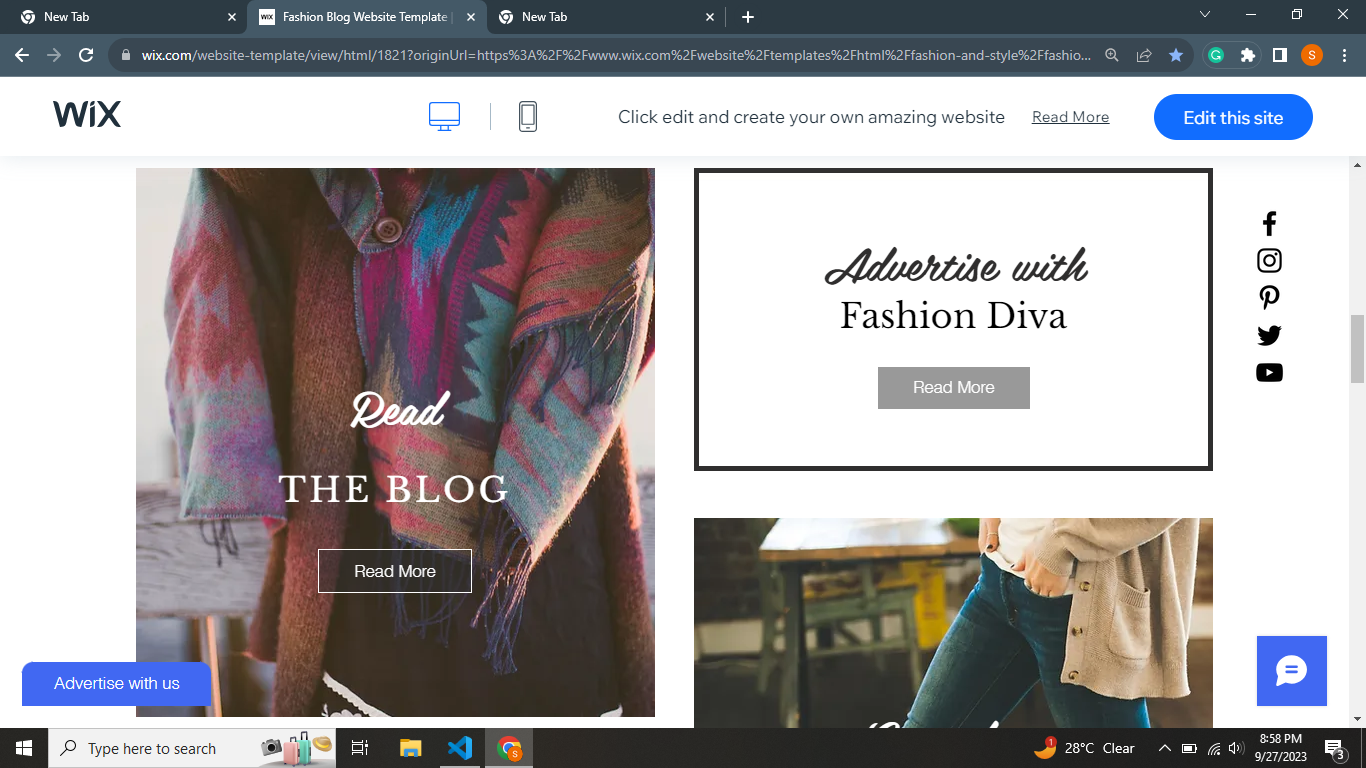 New Tab
WiX
Fashion Blog Website Template |
New Tab
wix.com/website-template/view/html/1821?originUrl=https%3A%2F%2Fwww.wix.com%2Fwebsite%2Ftemplates%2Fhtml%2Ffashion-and-style%2Ffashio...
S
WiX
Click edit and create your own amazing website
Read More
Edit this site
Read
THE BLOG
Read More
Advertise with
Fashion Diva
Read More
Advertise with us
Type here to search
S
1
28°C Clear
8:58 PM
9/27/2023
3